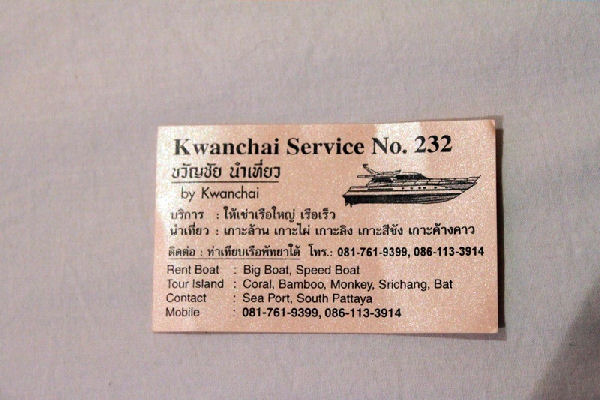 Kwanchai Service No. 232
ขวัญชัย นำเที่ยว
by Kwanchai
บริการ : ให้เช่าเรือใหญ่ เรือเร็ว
นำเที่ยว : เกาะล้าน เกาะไผ่ เกาะลิง เกาะสีชัง เกาะค้างคาว
ติดต่อ : ท่าเทียบเรือพัทยาใต้ โทร.: 081-761-9399, 086-113-3914
Rent Boat : Big Boat, Speed Boat
Tour Island : Coral, Bamboo, Monkey, Srichang, Bat
Contact : Sea Port, South Pattaya
Mobile : 081-761-9399, 086-113-3914